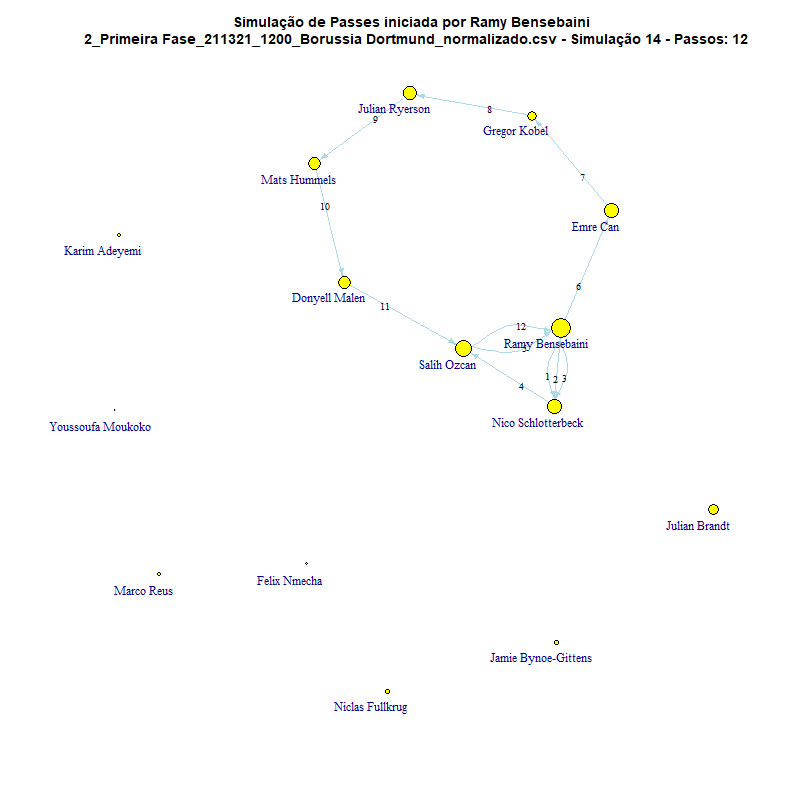 Simulação de Passes iniciada por Ramy Bensebaini
2_Primeira Fase_211321_1200_Borussia Dortmund_normalizado.csv - Simulação 14 - Passos: 12
Julian Ryerson
8
Gregor Kobel
9
Mats Hummels
7
10
Emre Can
Karim Adeyemi
6
Donyell Malen
11
12
Ramy Bensebaini
5
Salih Ozcan
1 2 3
4
Nico Schlotterbeck
Youssoufa Moukoko
Julian Brandt
Felix Nmecha
Marco Reus
Jamie Bynoe-Gittens
Niclas Fullkrug